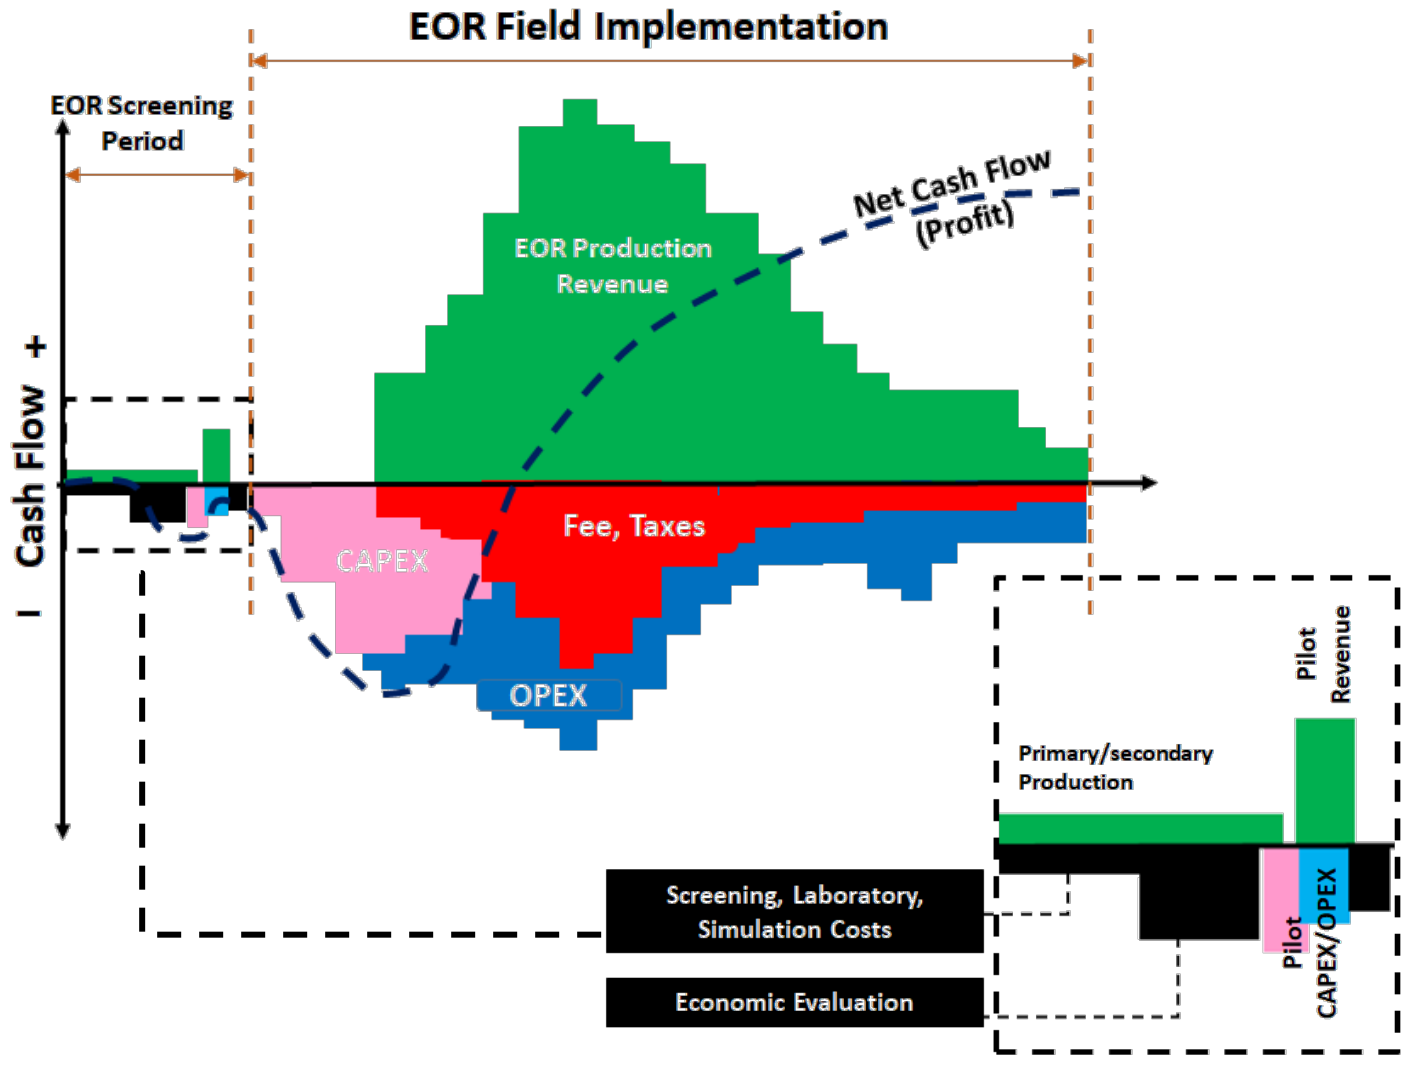 EOR Field Implementation
EOR Screening
Period
Net Cash Flow
(Profit)
EOR Production
Revenue
− Cash Flow +
Fee, Taxes
CAPEX
OPEX
Pilot
Revenue
Primary/secondary
Production
Screening, Laboratory,
Simulation Costs
Pilot
CAPEX/OPEX
Economic Evaluation